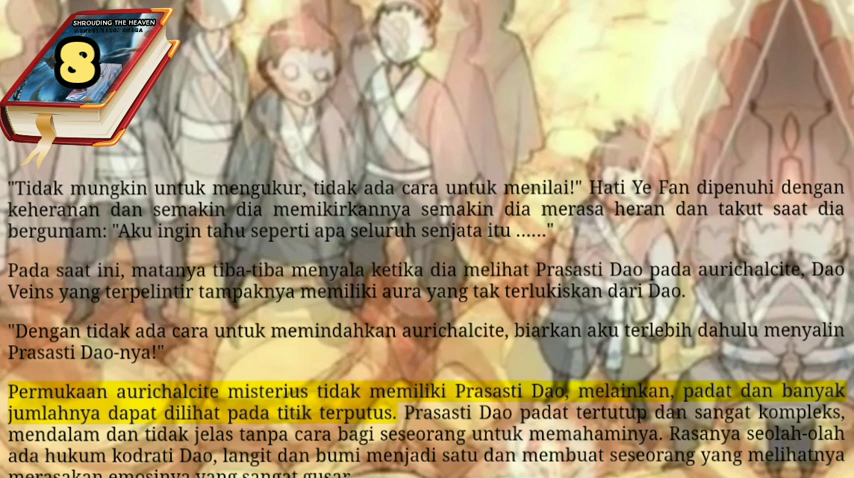 SHROUDING THE HEAVEN
8
"Tidak mungkin untuk mengukur, tidak ada cara untuk menilai!" Hati Ye Fan dipenuhi dengan
keheranan dan semakin dia memikirkannya semakin dia merasa heran dan takut saat dia
bergumam: "Aku ingin tahu seperti apa seluruh senjata itu ......"
Pada saat ini, matanya tiba-tiba menyala ketika dia melihat Prasasti Dao pada aurichalcite, Dao
Veins yang terpelintir tampaknya memiliki aura yang tak terlukiskan dari Dao.
"Dengan tidak ada cara untuk memindahkan aurichalcite, biarkan aku terlebih dahulu menyalin
Prasasti Dao-nya!"
Permukaan aurichalcite misterius tidak memiliki Prasasti Dao, melainkan, padat dan banyak
jumlahnya dapat dilihat pada titik terputus. Prasasti Dao padat tertutup dan sangat kompleks,
mendalam dan tidak jelas tanpa cara bagi seseorang untuk memahaminya. Rasanya seolah-olah
ada hukum kodrati Dao, langit dan bumi menjadi satu dan membuat seseorang yang melihatnya
merasakan emosinya yang sangat gusar